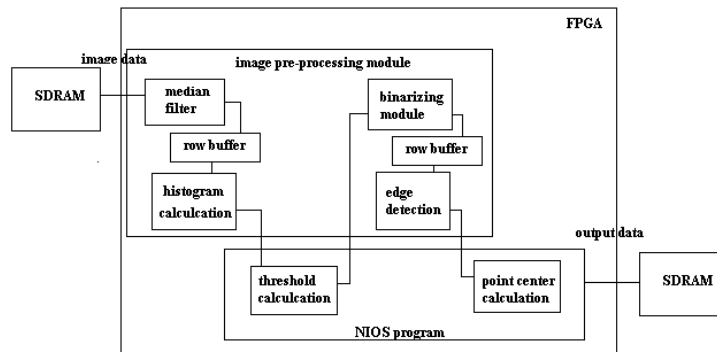 FPGA
image data
image pre-processing module
SDRAM
median
filter
binarizing
module
row buffer
row buffer
histogram
calculcation
edge
detection
output data
threshold
calculcation
point center
calculation
SDRAM
NIOS program